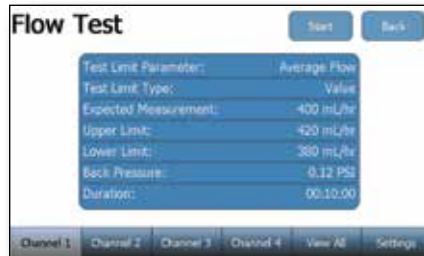 Flow Test Start Back
Test Limit Parameter: Average Flow
Test Limit Type: Value
Expected Measurement: 400 mL/hr
Upper Limit: 420 mL/hr
Lower Limit: 380 mL/hr
Back Pressure: 0.12 PSI
Duration: 00:10:00
Channel 1 Channel 2 Channel 3 Channel 4 View All Settings